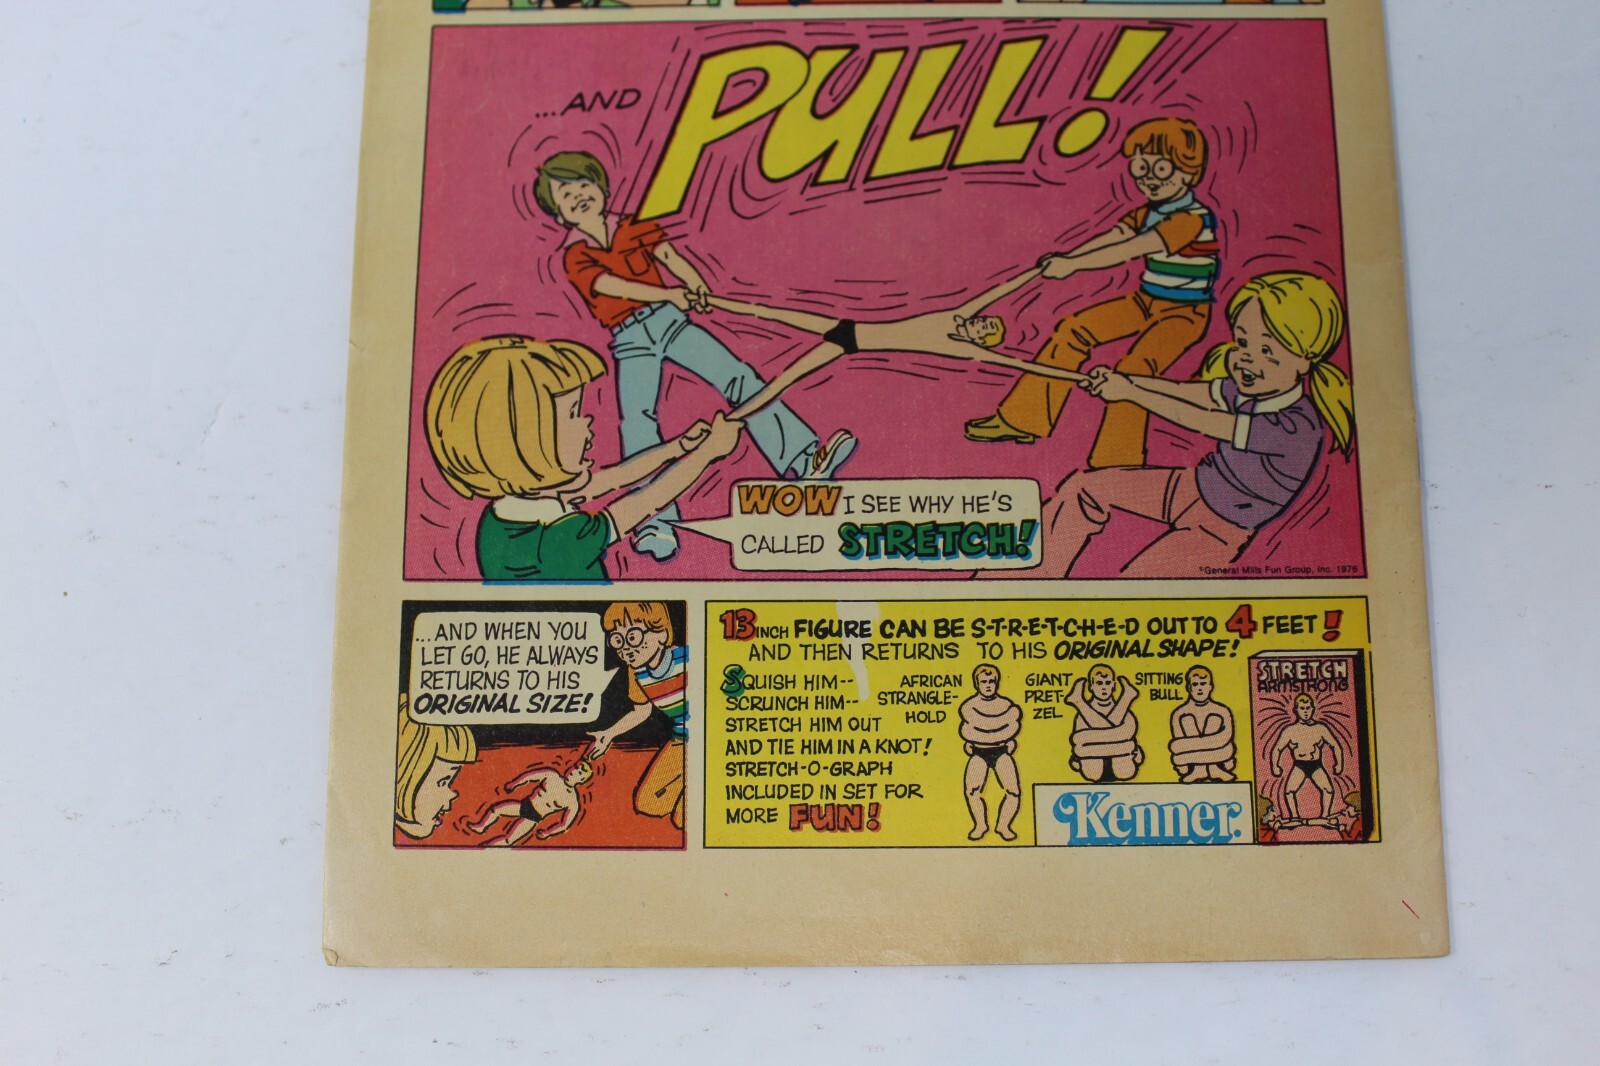 ...AND
PULL!
WOW I SEE WHY HE'S
CALLED STRETCH!
©General Mills Fun Group, Inc. 1976
...AND WHEN YOU
LET GO, HE ALWAYS
RETURNS TO HIS
ORIGINAL SIZE!
13 INCH FIGURE CAN BE S-T-R-E-T-C-H-E-D OUT TO 4 FEET!
AND THEN RETURNS TO HIS ORIGINAL SHAPE!
SQUISH HIM--
SCRUNCH HIM--
STRETCH HIM OUT
AND TIE HIM IN A KNOT!
STRETCH-O-GRAPH
INCLUDED IN SET FOR
MORE FUN!
AFRICAN
STRANGLE-
HOLD
GIANT
PRET-
ZEL
SITTING
BULL
STRETCH
ARMSTRONG
Kenner.